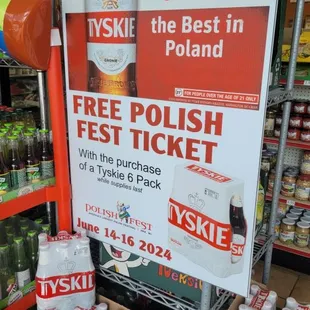 TYSKIE
the Best in
Poland
FOR PEOPLE OVER THE AGE OF 21 ONLY
FREE POLISH
FEST TICKET
With the purchase
of a Tyskie 6 Pack
while supplies last
POLISH FEST
June 14-16 2024
TYSKIE
TYSKIE